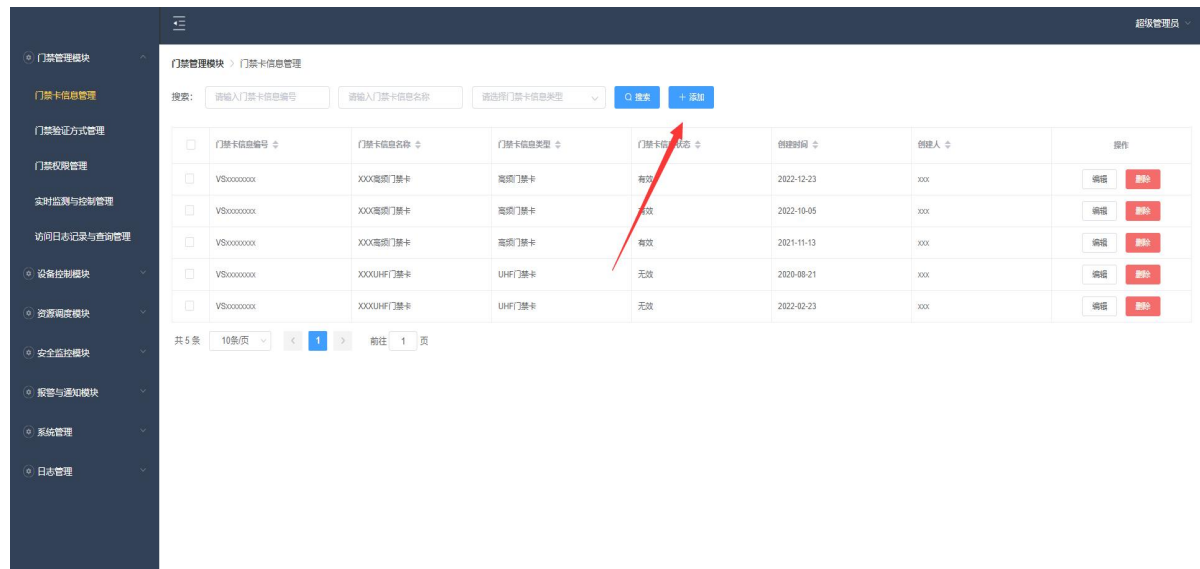 超级管理员
门禁管理模块
门禁卡信息管理
门禁验证方式管理
门禁权限管理
实时监测与控制管理
访问日志记录与查询管理
设备控制模块
资源调度模块
安全监控模块
报警与通知模块
系统管理
日志管理
门禁管理模块 > 门禁卡信息管理
搜索: 请输入门禁卡信息编号 请输入门禁卡信息名称 请选择门禁卡信息类型 搜索 + 添加
门禁卡信息编号 门禁卡信息名称 门禁卡信息类型 门禁卡信息状态 创建时间 创建人 操作
VSxxxxxxxx XXX高频门禁卡 高频门禁卡 有效 2022-12-23 xxx 编辑 删除
VSxxxxxxxx XXX高频门禁卡 高频门禁卡 有效 2022-10-05 xxx 编辑 删除
VSxxxxxxxx XXX高频门禁卡 高频门禁卡 有效 2021-11-13 xxx 编辑 删除
VSxxxxxxxx XXXUHF门禁卡 UHF门禁卡 无效 2020-08-21 xxx 编辑 删除
VSxxxxxxxx XXXUHF门禁卡 UHF门禁卡 无效 2022-02-23 xxx 编辑 删除
共 5 条 10条/页 < 1 > 前往 1 页